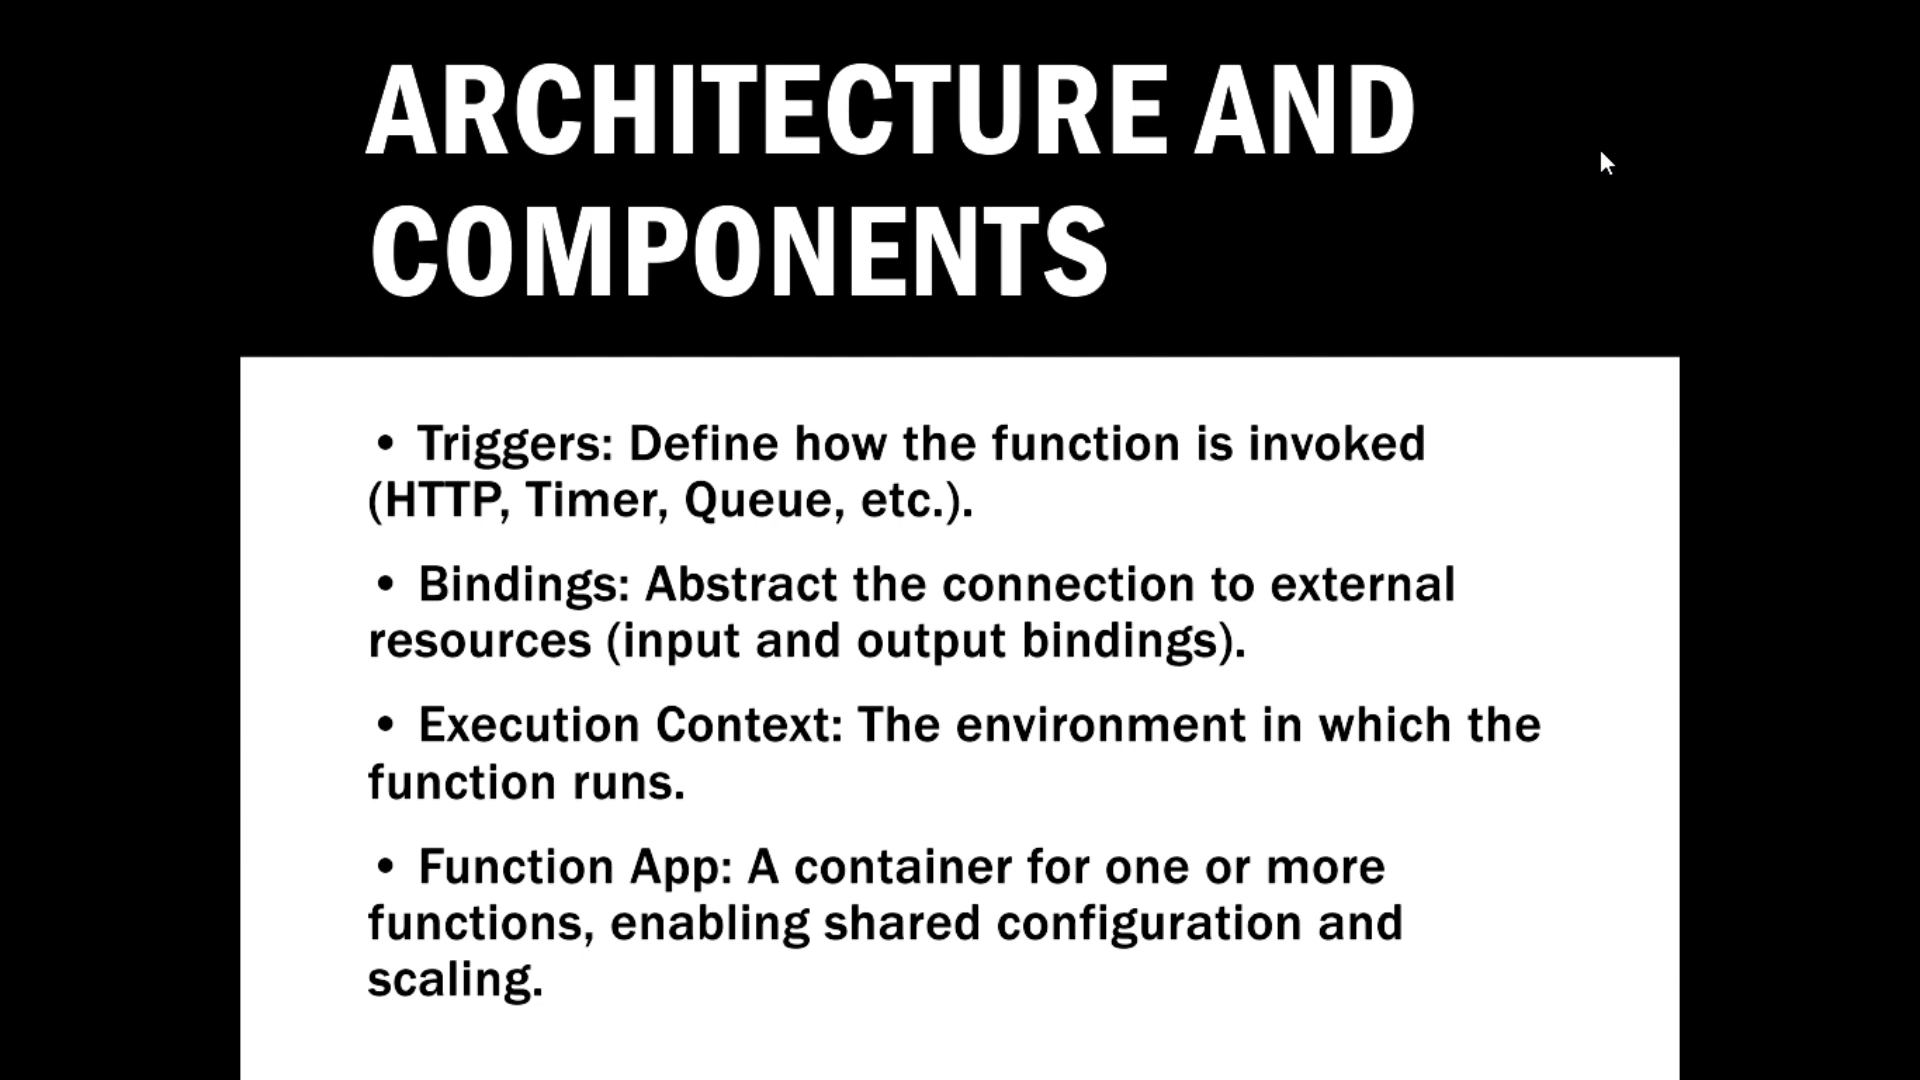 ARCHITECTURE AND
COMPONENTS
• Triggers: Define how the function is invoked
(HTTP, Timer, Queue, etc.).
• Bindings: Abstract the connection to external
resources (input and output bindings).
• Execution Context: The environment in which the
function runs.
• Function App: A container for one or more
functions, enabling shared configuration and
scaling.